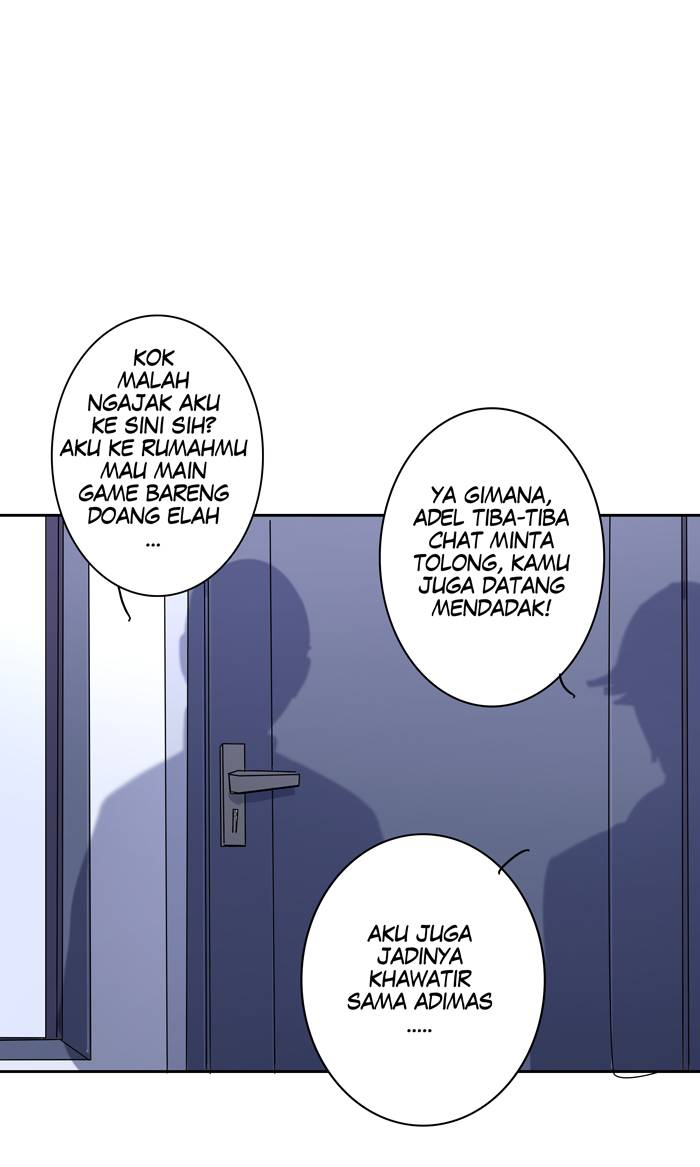 KOK
MALAH
NGAJAK AKU
KE SINI SIH?
AKU KE RUMAHMU
MAU MAIN
GAME BARENG
DOANG ELAH
...
YA GIMANA,
ADEL TIBA-TIBA
CHAT MINTA
TOLONG, KAMU
JUGA DATANG
MENDADAK!
AKU JUGA
JADINYA
KHAWATIR
SAMA ADIMAS
.....